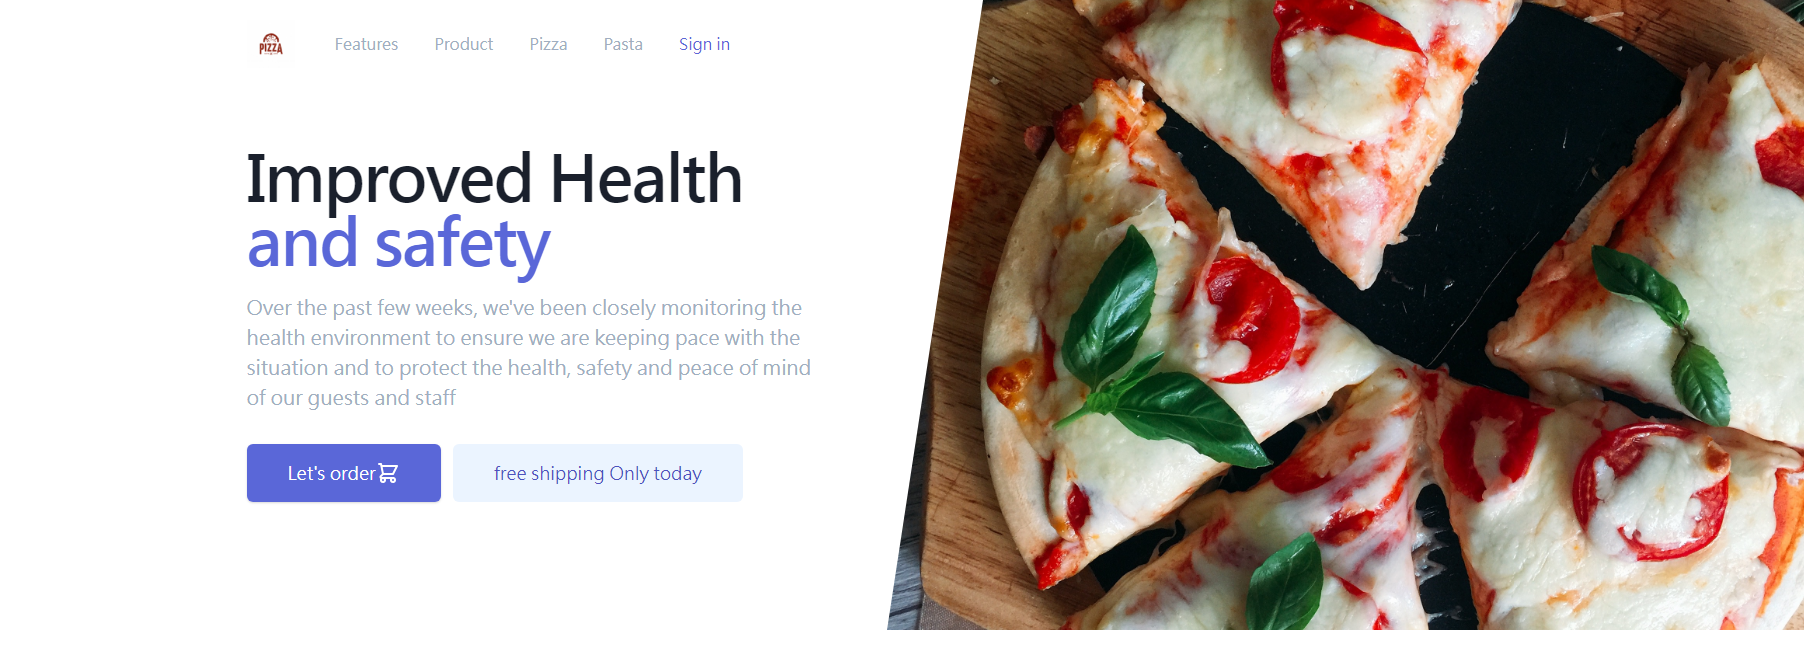 PIZZA
Features Product Pizza Pasta Sign in
Improved Health
and safety
Over the past few weeks, we've been closely monitoring the
health environment to ensure we are keeping pace with the
situation and to protect the health, safety and peace of mind
of our guests and staff
Let's order free shipping Only today